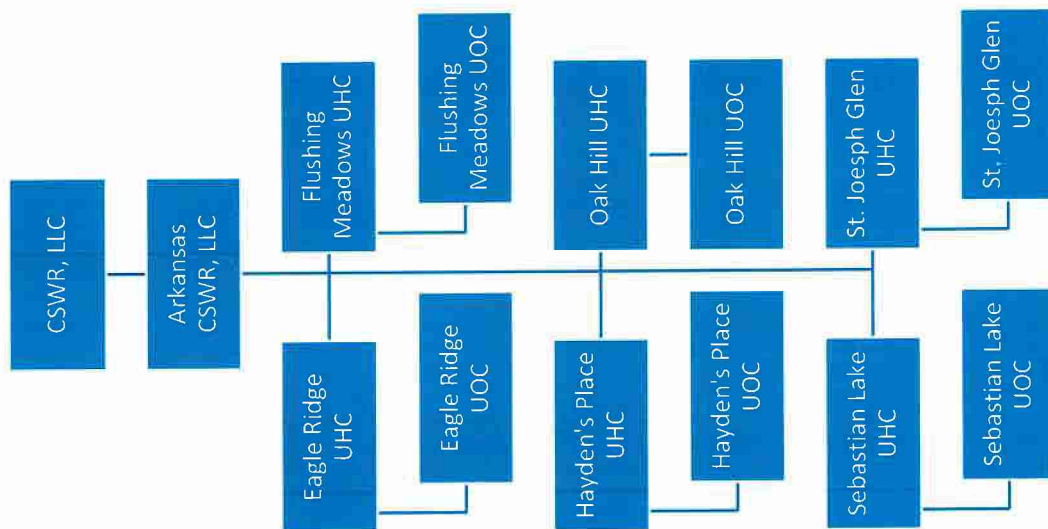 CSWR, LLC
Arkansas
CSWR, LLC
Eagle Ridge
UHC
Flushing
Meadows UHC
Eagle Ridge
UOC
Flushing
Meadows UOC
Hayden's Place
UHC
Oak Hill UHC
Hayden's Place
UOC
Oak Hill UOC
Sebastian Lake
UHC
St. Joesph Glen
UHC
Sebastian Lake
UOC
St, Joesph Glen
UOC